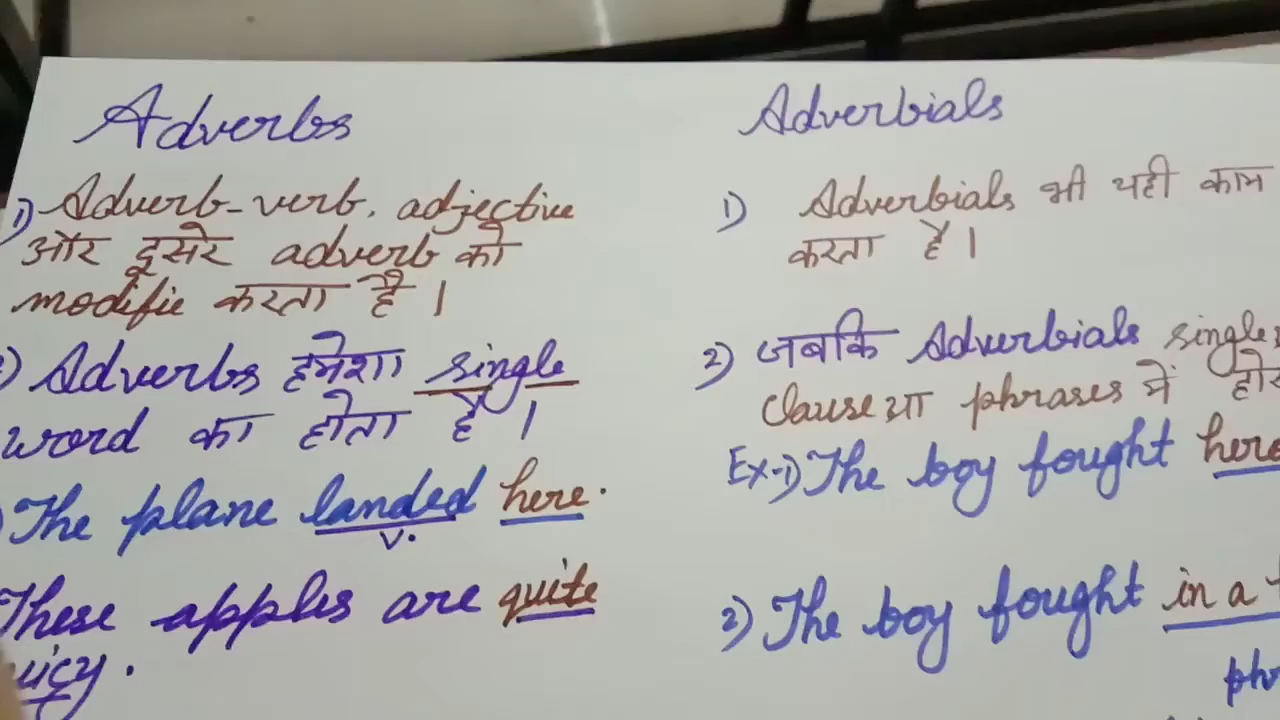 Adverbs
1) Adverb-verb, adjective
और दूसरे adverb को
modifie करता है।
2) Adverbs हमेशा single
word का होता है।
The plane landed here.
v.
These apples are quite
Adverbials
1) Adverbials भी यही काम
करता है।
2) जबकि Adverbials single
clause या phrases में
Ex-1) The boy fought here
2) The boy fought in a